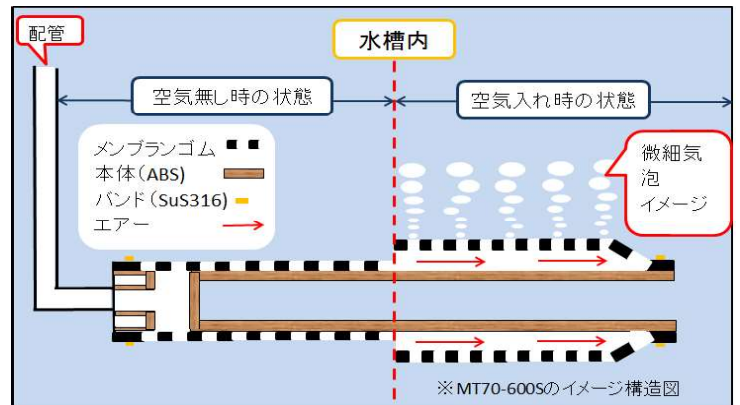 配管
水槽内
空気無し時の状態
空気入れ時の状態
メンブランゴム
本体(ABS)
バンド(SuS316)
エアー
微細気
泡
イメージ
※MT70-600Sのイメージ構造図